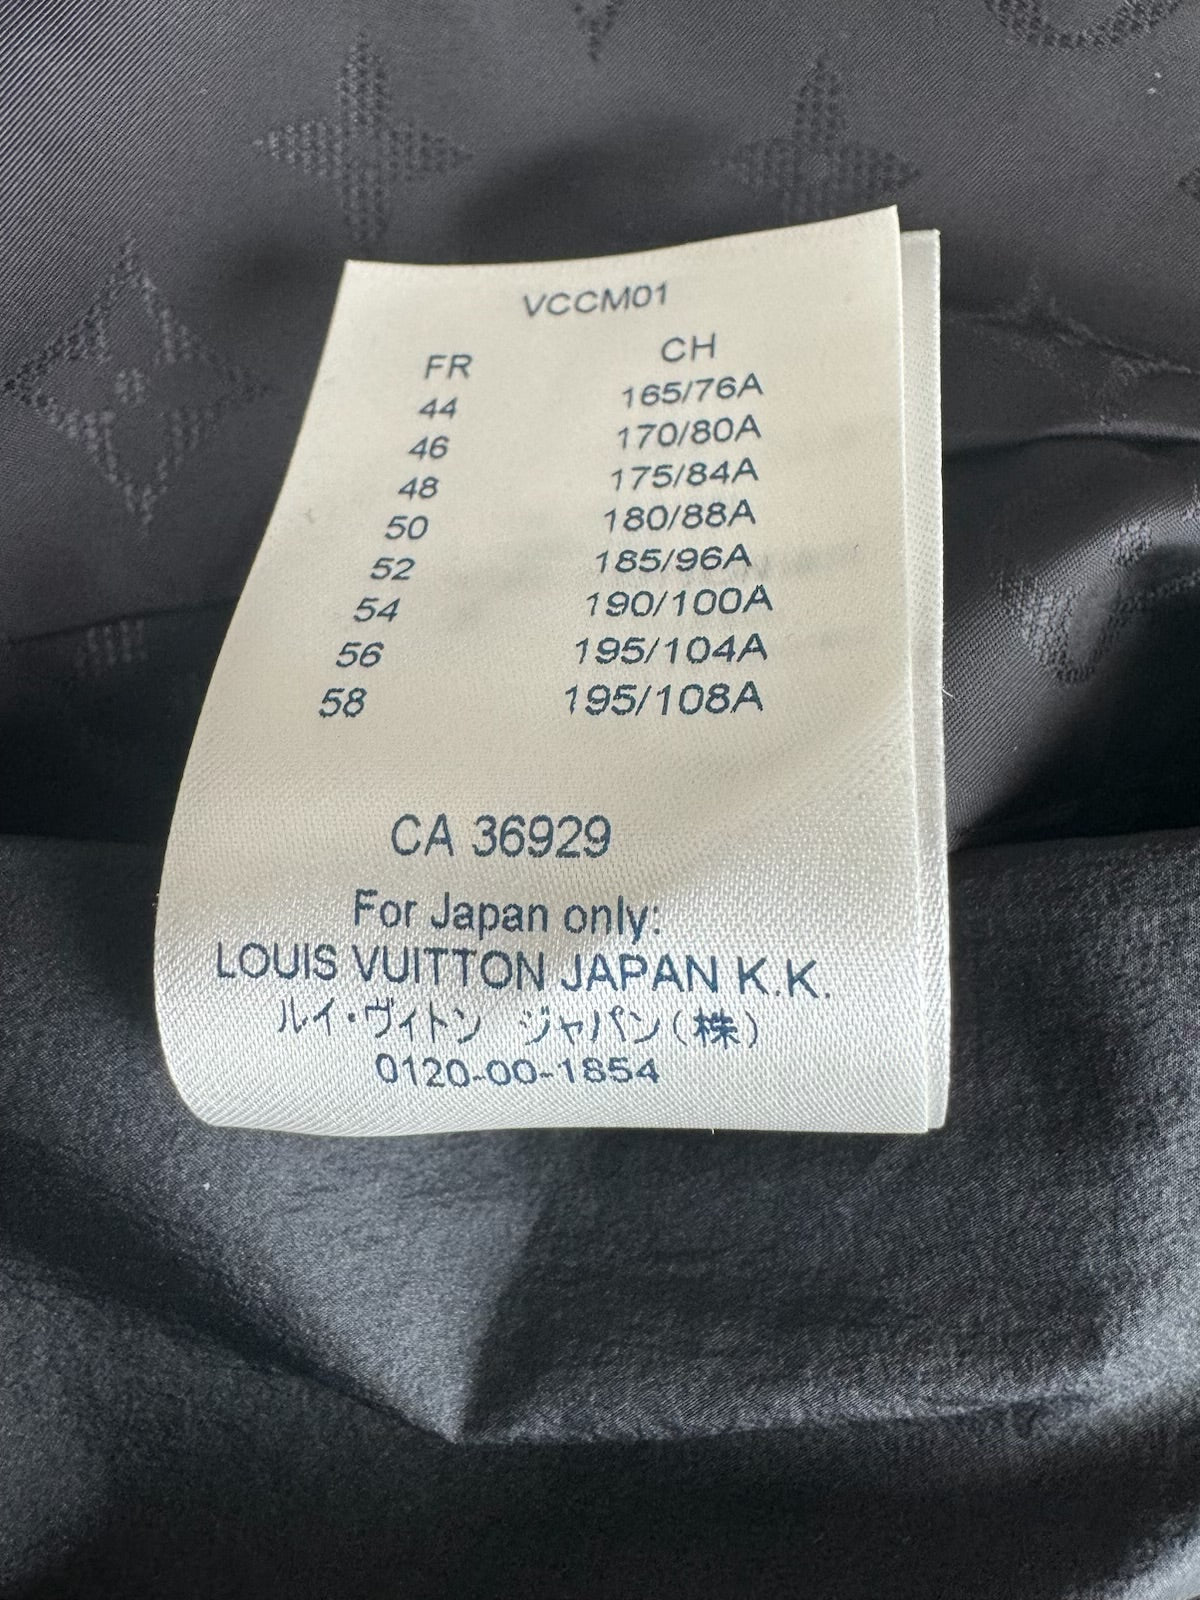 VCCM01
FR CH
44 165/76A
46 170/80A
48 175/84A
50 180/88A
52 185/96A
54 190/100A
56 195/104A
58 195/108A
CA 36929
For Japan only:
LOUIS VUITTON JAPAN K.K.
ルイ・ヴィトン ジャパン(株)
0120-00-1854